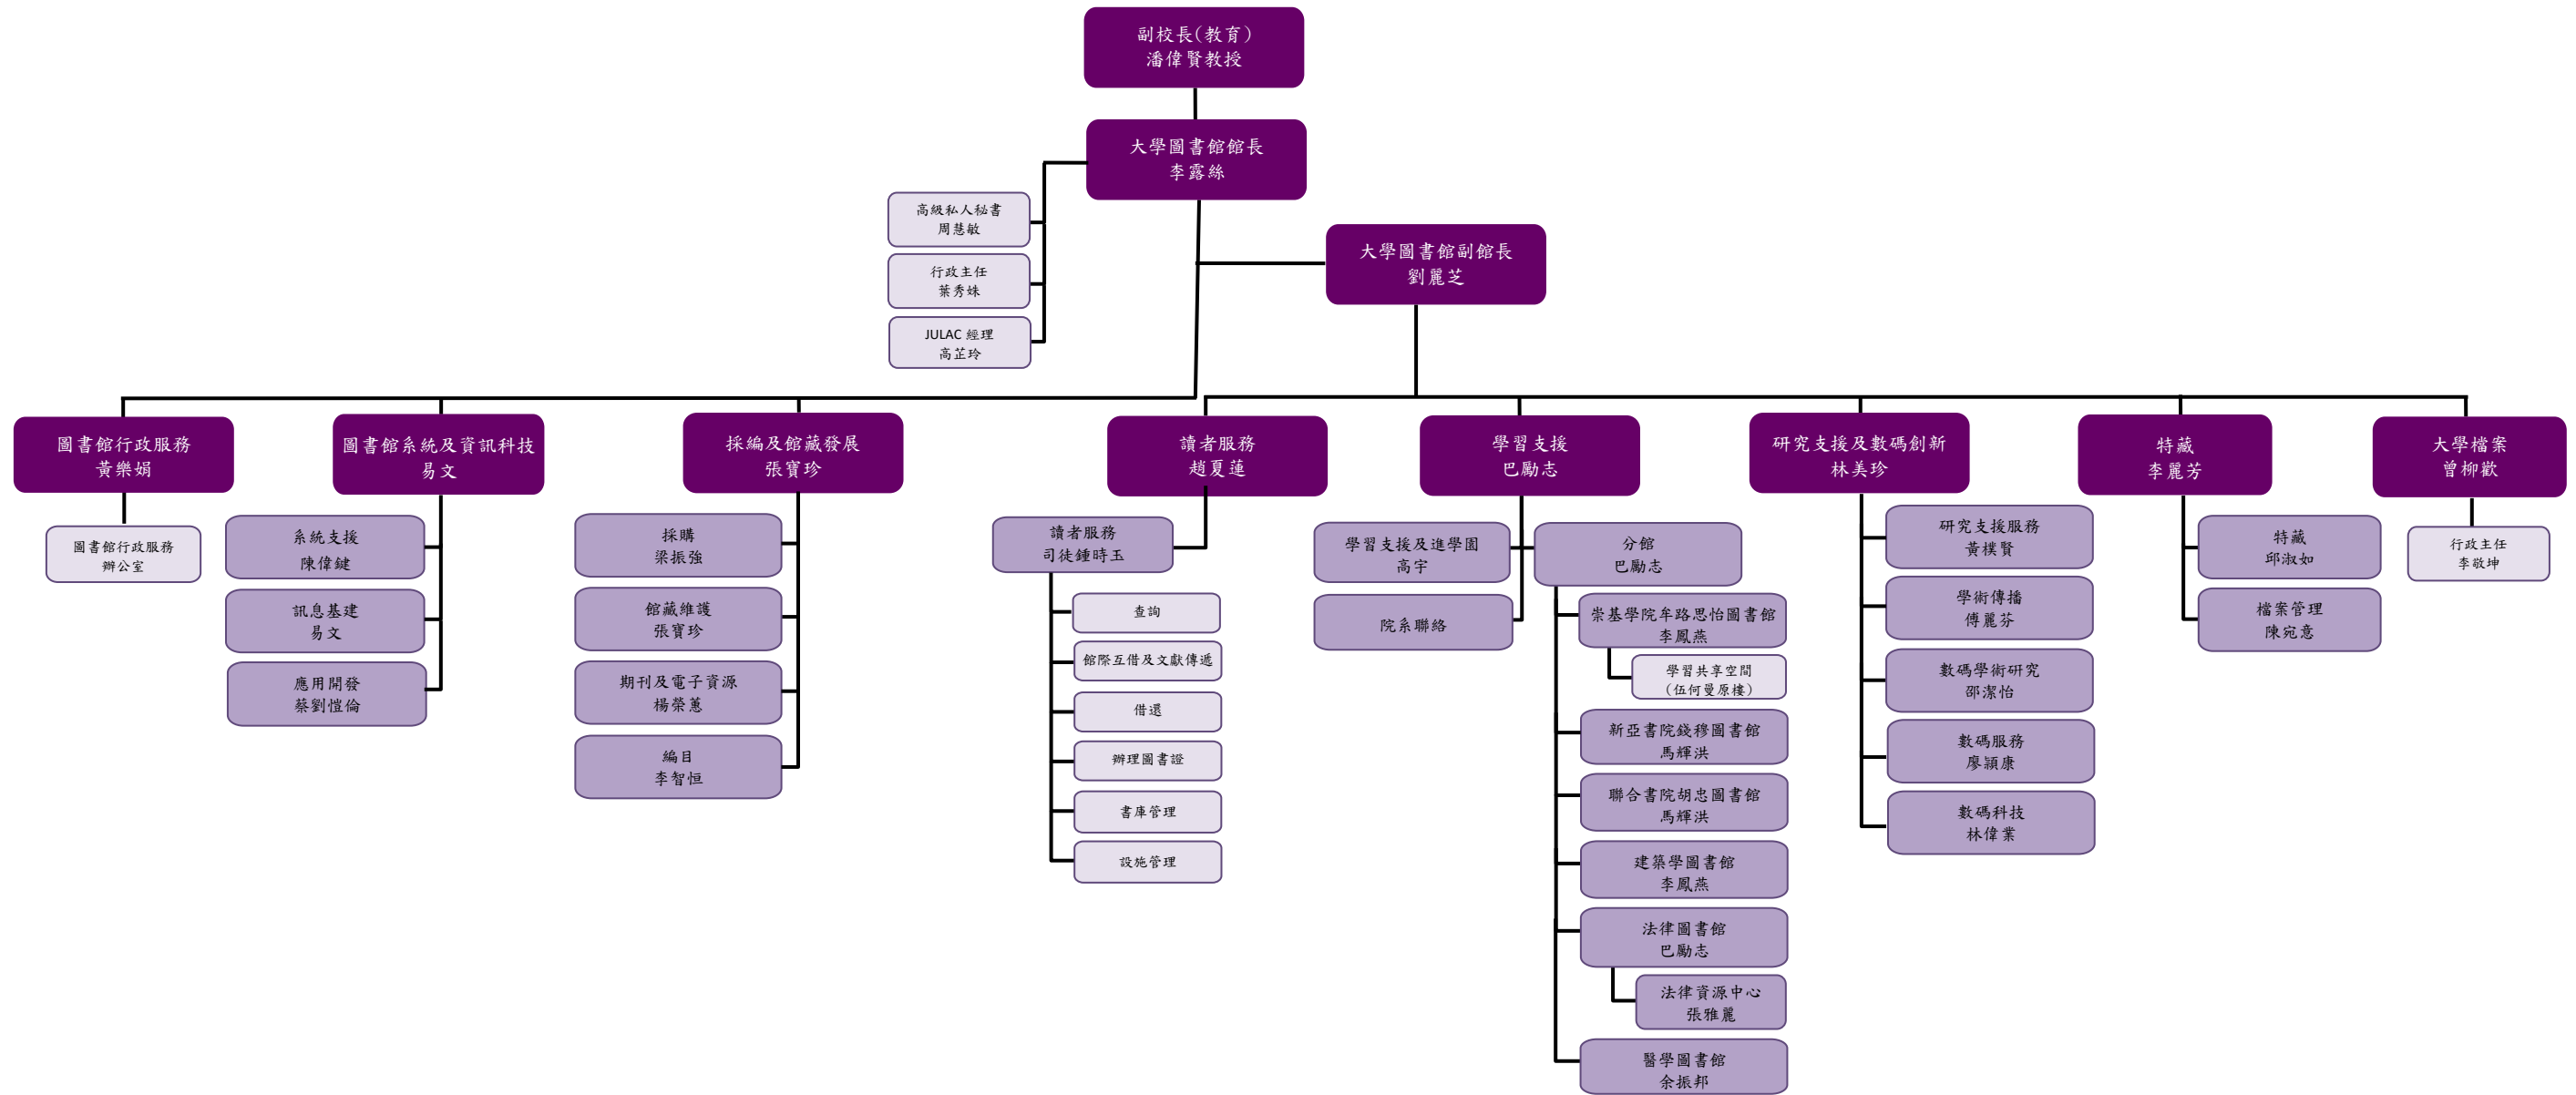 副校長(教育)
潘偉賢教授
大學圖書館館長
李露絲
高級私人秘書
周慧敏
行政主任
葉秀姝
JULAC 經理
高芷玲
大學圖書館副館長
劉麗芝
圖書館行政服務
黃樂娟
圖書館行政服務
辦公室
圖書館系統及資訊科技
易文
系統支援
陳偉鍵
訊息基建
易文
應用開發
蔡劉愷倫
採編及館藏發展
張寶珍
採購
梁振強
館藏維護
張寶珍
期刊及電子資源
楊榮蕙
編目
李智恒
讀者服務
趙夏蓮
讀者服務
司徒鍾時玉
查詢
館際互借及文獻傳遞
借還
辦理圖書證
書庫管理
設施管理
學習支援
巴勵志
學習支援及進學園
高宇
院系聯絡
分館
巴勵志
崇基學院牟路思怡圖書館
李鳳燕
學習共享空間
(伍何曼原樓)
新亞書院錢穆圖書館
馬輝洪
聯合書院胡忠圖書館
馬輝洪
建築學圖書館
李鳳燕
法律圖書館
巴勵志
法律資源中心
張雅麗
醫學圖書館
余振邦
研究支援及數碼創新
林美珍
研究支援服務
黃樸賢
學術傳播
傅麗芬
數碼學術研究
邵潔怡
數碼服務
廖頴康
數碼科技
林偉業
特藏
李麗芳
特藏
邱淑如
檔案管理
陳宛意
大學檔案
曾柳歡
行政主任
李敬坤